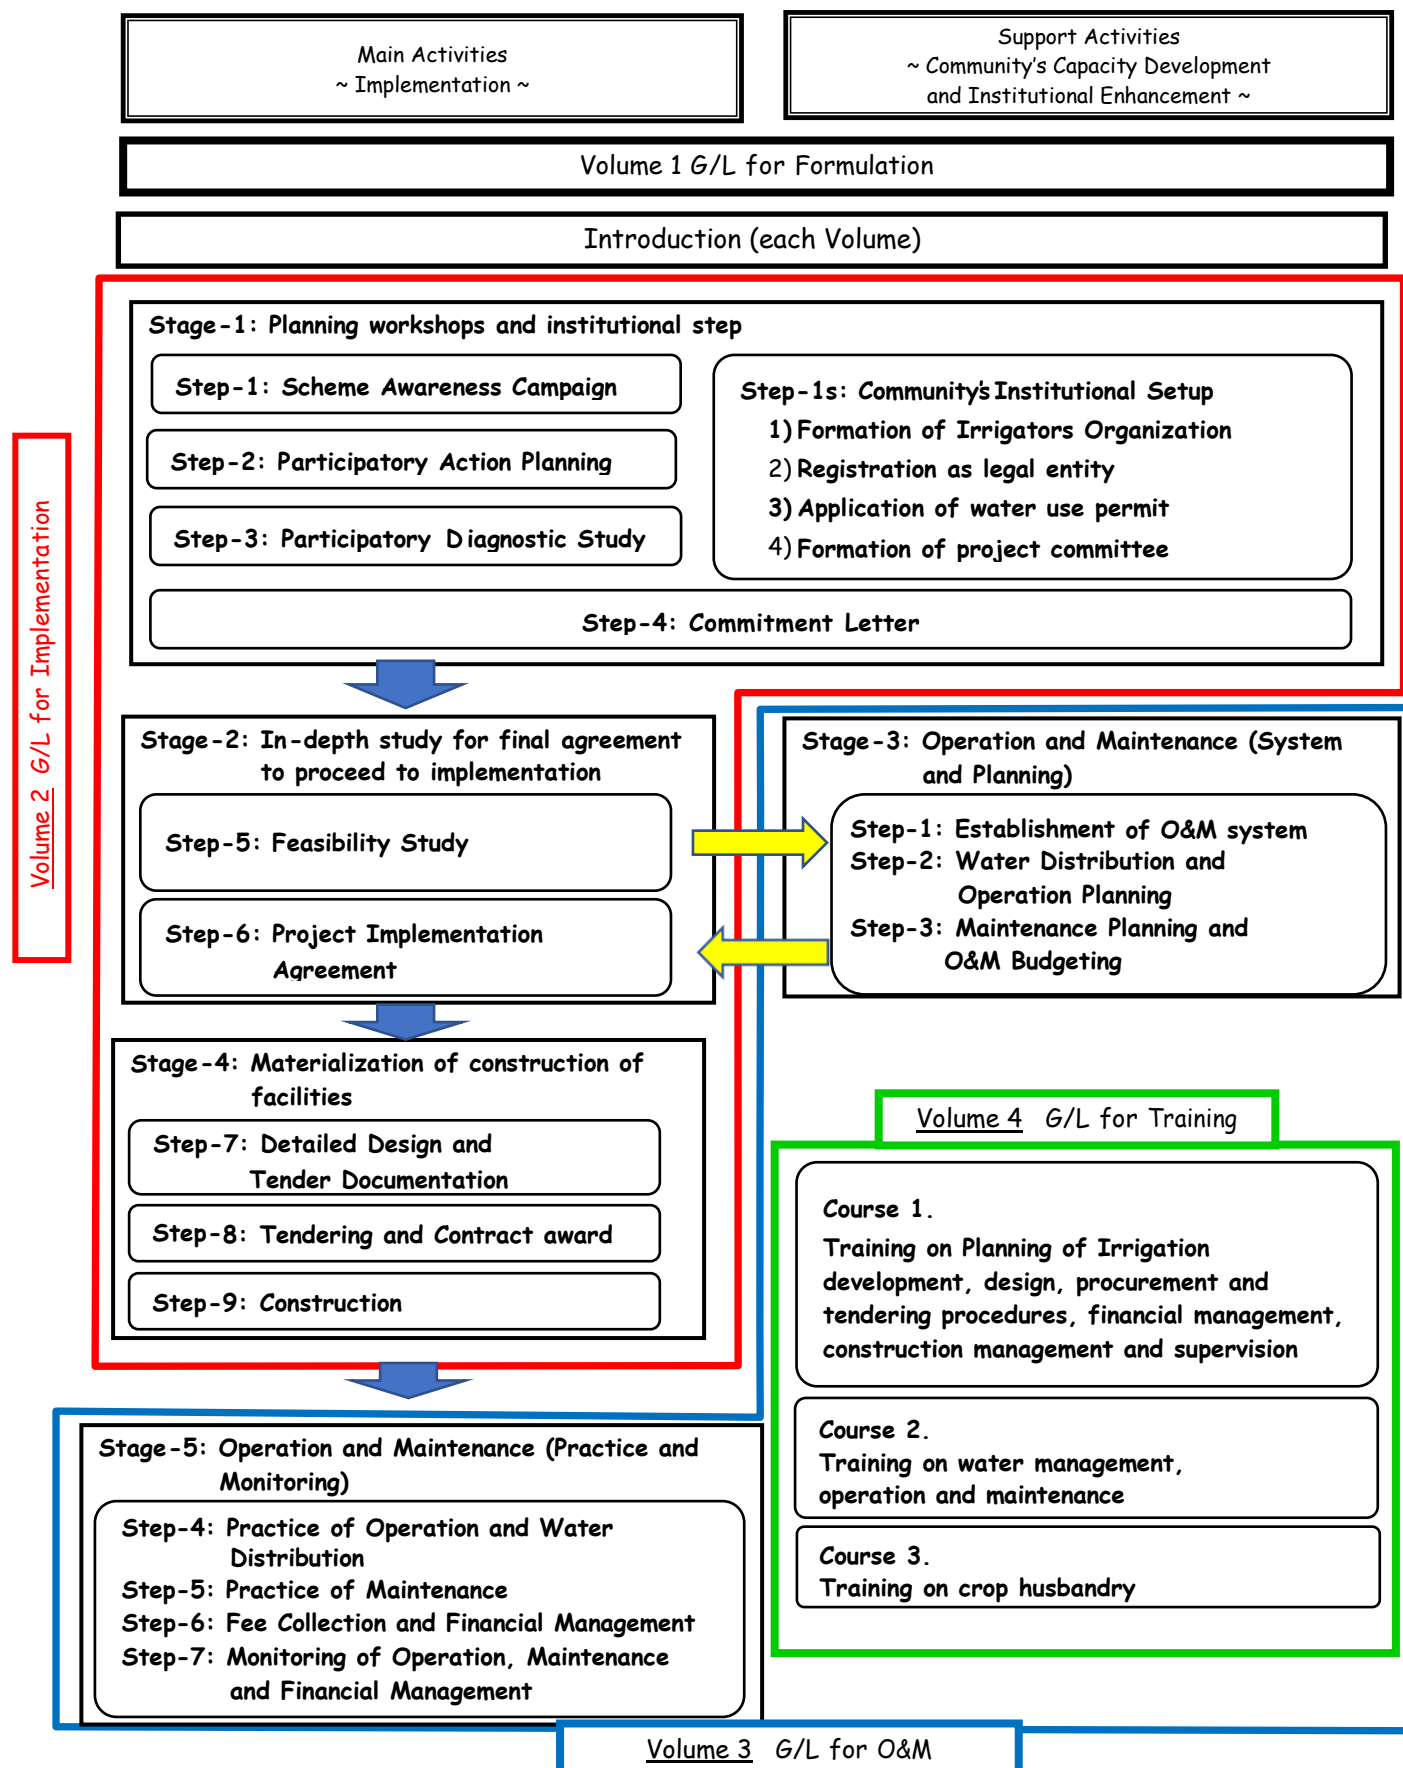 Main Activities
~ Implementation ~
Support Activities
~ Community's Capacity Development
and Institutional Enhancement ~
Volume 1 G/L for Formulation
Introduction (each Volume)
Volume 2 G/L for Implementation
Stage-1: Planning workshops and institutional step
Step-1: Scheme Awareness Campaign
Step-2: Participatory Action Planning
Step-3: Participatory Diagnostic Study
Step-1s: Community's Institutional Setup
1) Formation of Irrigators Organization
2) Registration as legal entity
3) Application of water use permit
4) Formation of project committee
Step-4: Commitment Letter
Stage-2: In-depth study for final agreement
to proceed to implementation
Step-5: Feasibility Study
Step-6: Project Implementation
Agreement
Stage-3: Operation and Maintenance (System
and Planning)
Step-1: Establishment of O&M system
Step-2: Water Distribution and
Operation Planning
Step-3: Maintenance Planning and
O&M Budgeting
Stage-4: Materialization of construction of
facilities
Step-7: Detailed Design and
Tender Documentation
Step-8: Tendering and Contract award
Step-9: Construction
Volume 4 G/L for Training
Course 1.
Training on Planning of Irrigation
development, design, procurement and
tendering procedures, financial management,
construction management and supervision
Course 2.
Training on water management,
operation and maintenance
Course 3.
Training on crop husbandry
Stage-5: Operation and Maintenance (Practice and
Monitoring)
Step-4: Practice of Operation and Water
Distribution
Step-5: Practice of Maintenance
Step-6: Fee Collection and Financial Management
Step-7: Monitoring of Operation, Maintenance
and Financial Management
Volume 3 G/L for O&M